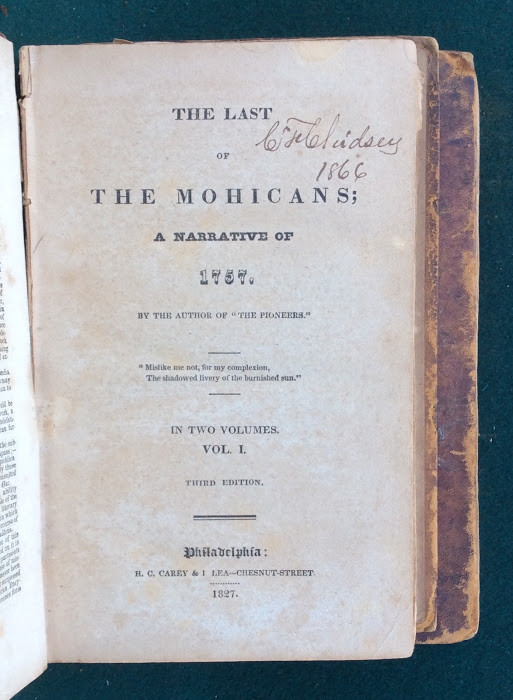 THE LAST
OF
THE MOHICANS;
A NARRATIVE OF
1757.
BY THE AUTHOR OF "THE PIONEERS."
"Mislike me not, for my complexion,
The shadowed livery of the burnished sun."
IN TWO VOLUMES.
VOL. I.
THIRD EDITION.
Philadelphia:
H. C. CAREY & I LEA—CHESNUT-STREET
1827.
1866